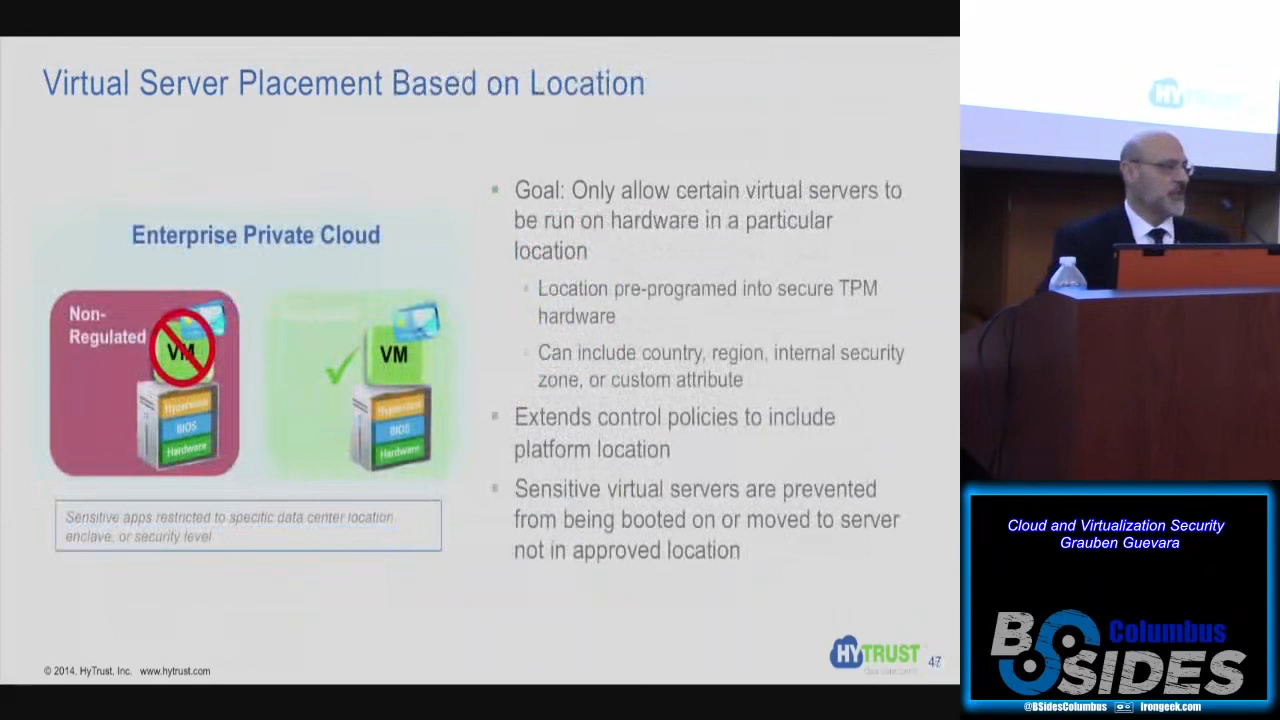 Virtual Server Placement Based on Location
Enterprise Private Cloud
Non-
Regulated
VM
Hypervisor
BIOS
Hardware
VM
Hypervisor
BIOS
Hardware
Sensitive apps restricted to specific data center location
enclave, or security level
Goal: Only allow certain virtual servers to
be run on hardware in a particular
location
Location pre-programed into secure TPM
hardware
Can include country, region, internal security
zone, or custom attribute
Extends control policies to include
platform location
Sensitive virtual servers are prevented
from being booted on or moved to server
not in approved location
© 2014, HyTrust, Inc. www.hytrust.com
HYTRUST
47
HYTRUST
Cloud and Virtualization Security
Grauben Guevara
BSIDES
Columbus
@BSidesColumbus
Irongeek.com